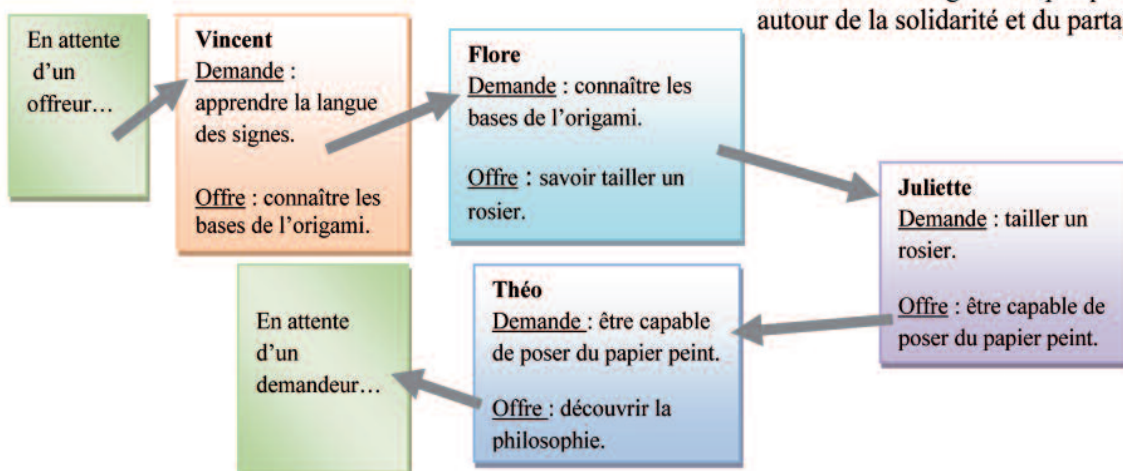 autour de la solidarité et du parta
En attente
d’un
offreur…
Vincent
Demande :
apprendre la langue
des signes.
Offre : connaître les
bases de l’origami.
Flore
Demande : connaître les
bases de l’origami.
Offre : savoir tailler un
rosier.
Juliette
Demande : tailler un
rosier.
Offre : être capable de
poser du papier peint.
Théo
Demande : être capable
de poser du papier peint.
Offre : découvrir la
philosophie.
En attente
d’un
demandeur…